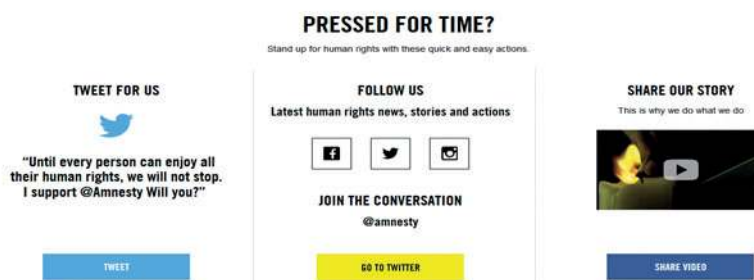 PRESSED FOR TIME?
Stand up for human rights with these quick and easy actions.
TWEET FOR US
“Until every person can enjoy all
their human rights, we will not stop.
I support @Amnesty Will you?”
TWEET
FOLLOW US
Latest human rights news, stories and actions
JOIN THE CONVERSATION
@amnesty
GO TO TWITTER
SHARE OUR STORY
This is why we do what we do
SHARE VIDEO